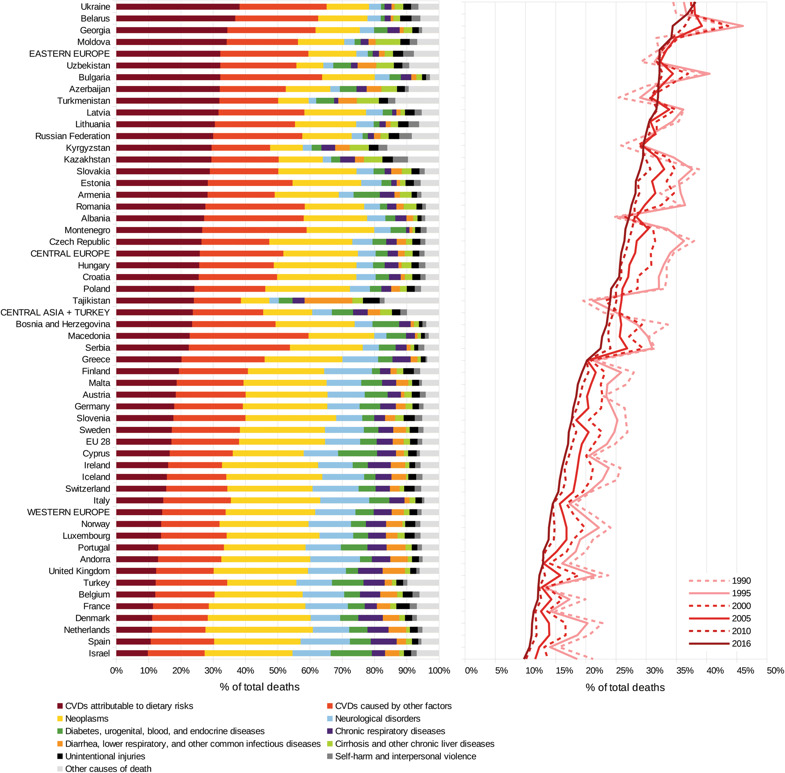 Ukraine
Belarus
Georgia
Moldova
EASTERN EUROPE
Uzbekistan
Bulgaria
Azerbaijan
Turkmenistan
Latvia
Lithuania
Russian Federation
Kyrgyzstan
Kazakhstan
Slovakia
Estonia
Armenia
Romania
Albania
Montenegro
Czech Republic
CENTRAL EUROPE
Hungary
Croatia
Poland
Tajikistan
CENTRAL ASIA + TURKEY
Bosnia and Herzegovina
Macedonia
Serbia
Greece
Finland
Malta
Austria
Germany
Slovenia
Sweden
EU 28
Cyprus
Ireland
Iceland
Switzerland
Italy
WESTERN EUROPE
Norway
Luxembourg
Portugal
Andorra
United Kingdom
Turkey
Belgium
France
Denmark
Netherlands
Spain
Israel
0% 10% 20% 30% 40% 50% 60% 70% 80% 90% 100%
% of total deaths
1990
1995
2000
2005
2010
2016
0% 5% 10% 15% 20% 25% 30% 35% 40% 45% 50%
% of total deaths
CVDs attributable to dietary risks
CVDs caused by other factors
Neoplasms
Neurological disorders
Diabetes, urogenital, blood, and endocrine diseases
Chronic respiratory diseases
Diarrhea, lower respiratory, and other common infectious diseases
Cirrhosis and other chronic liver diseases
Unintentional injuries
Self-harm and interpersonal violence
Other causes of death